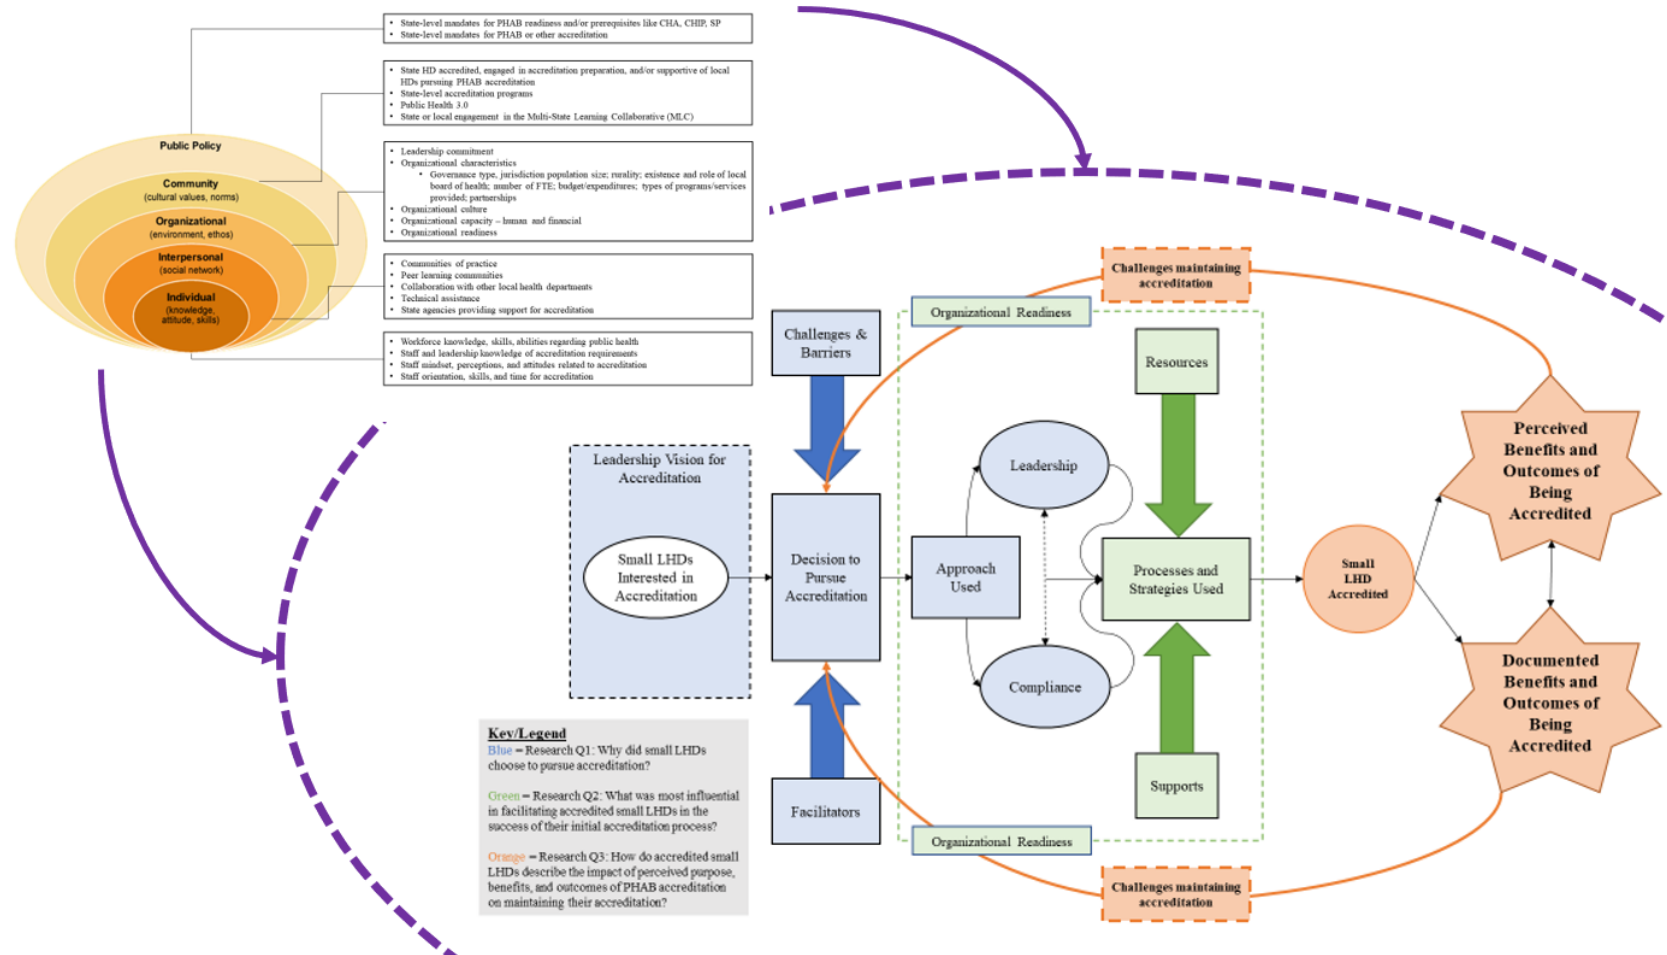 • State-level mandates for PHAB readiness and/or prerequisites like CHA, CHIP, SP
• State-level mandates for PHAB or other accreditation
• State HD accredited, engaged in accreditation preparation, and/or supportive of local
HDs pursuing PHAB accreditation
• State-level accreditation programs
• Public Health 3.0
• State or local engagement in the Multi-State Learning Collaborative (MLC)
• Leadership commitment
• Organizational characteristics
• Governance type, jurisdiction population size; rurality; existence and role of local
board of health; number of FTE; budget/expenditures; types of programs/services
provided; partnerships
• Organizational culture
• Organizational capacity – human and financial
• Organizational readiness
• Communities of practice
• Peer learning communities
• Collaboration with other local health departments
• Technical assistance
• State agencies providing support for accreditation
• Workforce knowledge, skills, abilities regarding public health
• Staff and leadership knowledge of accreditation requirements
• Staff mindset, perceptions, and attitudes related to accreditation
• Staff orientation, skills, and time for accreditation
Public Policy
Community
(cultural values, norms)
Organizational
(environment, ethos)
Interpersonal
(social network)
Individual
(knowledge,
attitude, skills)
Challenges maintaining
accreditation
Organizational Readiness
Challenges &
Barriers
Resources
Leadership Vision for
Accreditation
Small LHDs
Interested in
Accreditation
Decision to
Pursue
Accreditation
Approach
Used
Leadership
Compliance
Processes and
Strategies Used
Small
LHD
Accredited
Perceived
Benefits and
Outcomes of
Being
Accredited
Documented
Benefits and
Outcomes of
Being
Accredited
Facilitators
Supports
Organizational Readiness
Challenges maintaining
accreditation
Key/Legend
Blue = Research Q1: Why did small LHDs
choose to pursue accreditation?
Green = Research Q2: What was most influential
in facilitating accredited small LHDs in the
success of their initial accreditation process?
Orange = Research Q3: How do accredited small
LHDs describe the impact of perceived purpose,
benefits, and outcomes of PHAB accreditation
on maintaining their accreditation?